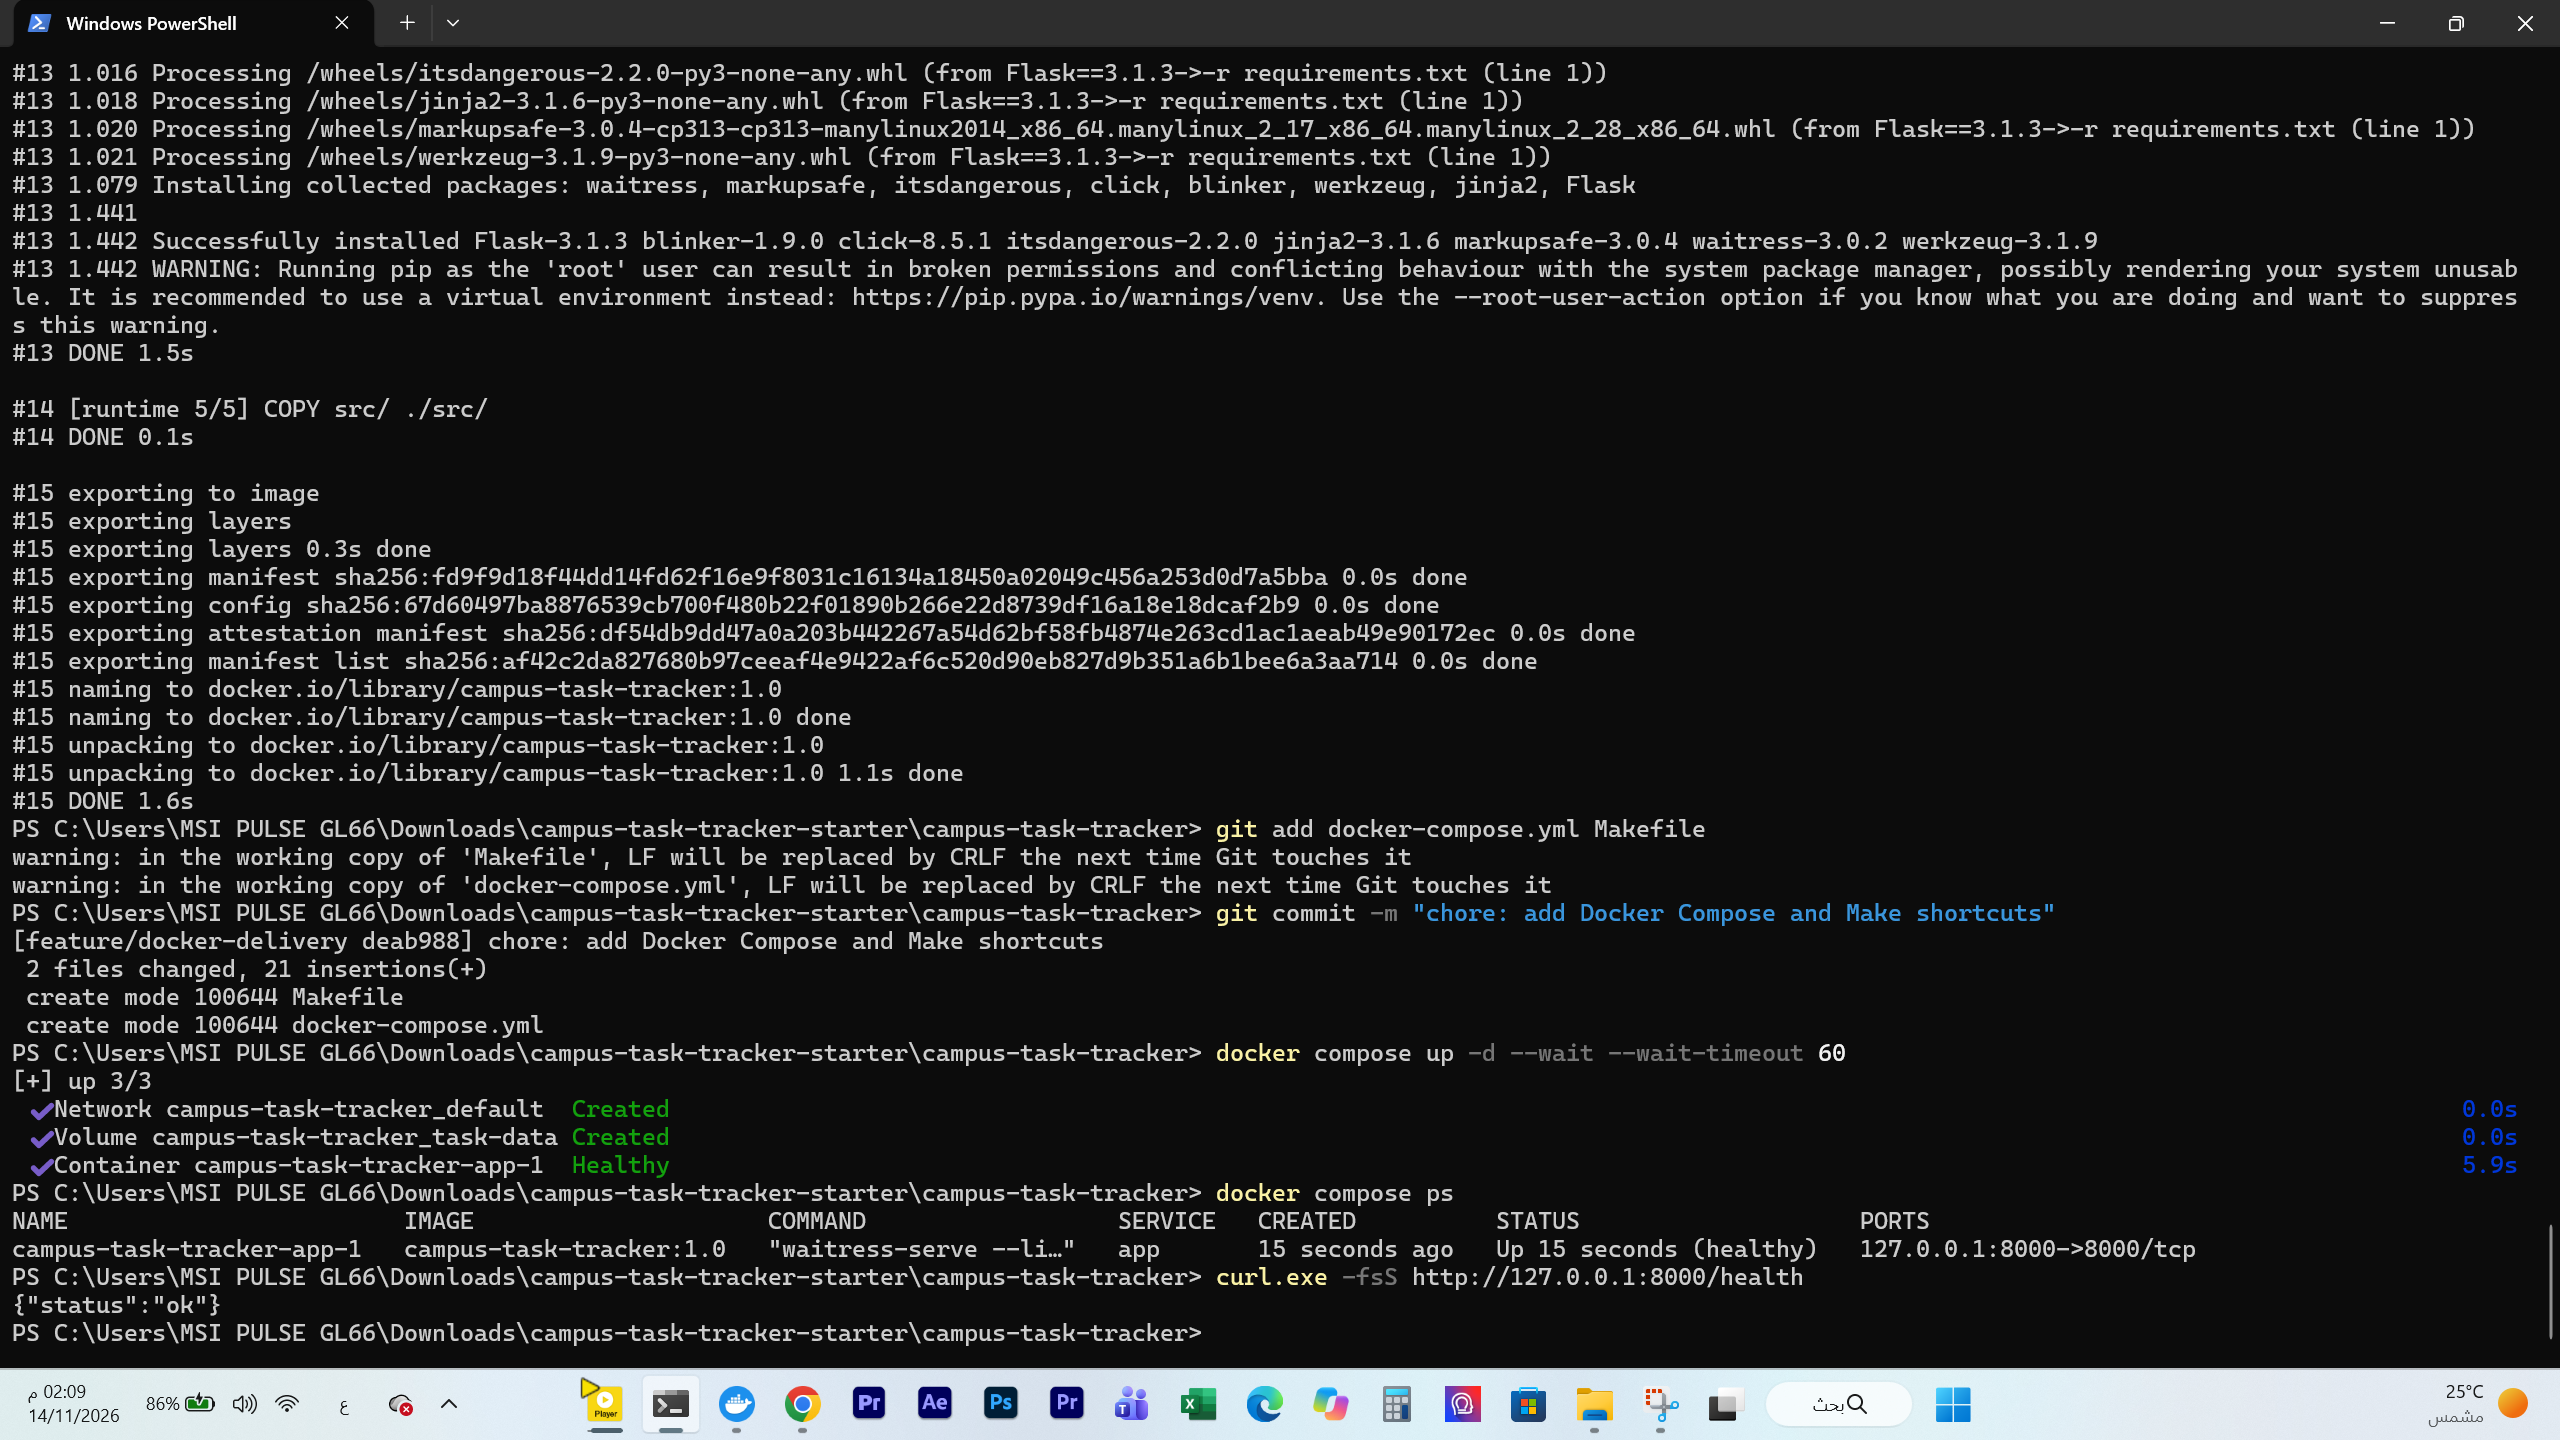 Windows PowerShell
#13 1.016 Processing /wheels/itsdangerous-2.2.0-py3-none-any.whl (from Flask==3.1.3->-r requirements.txt (line 1))
#13 1.018 Processing /wheels/jinja2-3.1.6-py3-none-any.whl (from Flask==3.1.3->-r requirements.txt (line 1))
#13 1.020 Processing /wheels/markupsafe-3.0.4-cp313-cp313-manylinux2014_x86_64.manylinux_2_17_x86_64.manylinux_2_28_x86_64.whl (from Flask==3.1.3->-r requirements.txt (line 1))
#13 1.021 Processing /wheels/werkzeug-3.1.9-py3-none-any.whl (from Flask==3.1.3->-r requirements.txt (line 1))
#13 1.079 Installing collected packages: waitress, markupsafe, itsdangerous, click, blinker, werkzeug, jinja2, Flask
#13 1.441
#13 1.442 Successfully installed Flask-3.1.3 blinker-1.9.0 click-8.5.1 itsdangerous-2.2.0 jinja2-3.1.6 markupsafe-3.0.4 waitress-3.0.2 werkzeug-3.1.9
#13 1.442 WARNING: Running pip as the 'root' user can result in broken permissions and conflicting behaviour with the system package manager, possibly rendering your system unusab
le. It is recommended to use a virtual environment instead: https://pip.pypa.io/warnings/venv. Use the --root-user-action option if you know what you are doing and want to suppres
s this warning.
#13 DONE 1.5s
#14 [runtime 5/5] COPY src/ ./src/
#14 DONE 0.1s
#15 exporting to image
#15 exporting layers
#15 exporting layers 0.3s done
#15 exporting manifest sha256:fd9f9d18f44dd14fd62f16e9f8031c16134a18450a02049c456a253d0d7a5bba 0.0s done
#15 exporting config sha256:67d60497ba8876539cb700f480b22f01890b266e22d8739df16a18e18dcaf2b9 0.0s done
#15 exporting attestation manifest sha256:df54db9dd47a0a203b442267a54d62bf58fb4874e263cd1ac1aeab49e90172ec 0.0s done
#15 exporting manifest list sha256:af42c2da827680b97ceeaf4e9422af6c520d90eb827d9b351a6b1bee6a3aa714 0.0s done
#15 naming to docker.io/library/campus-task-tracker:1.0
#15 naming to docker.io/library/campus-task-tracker:1.0 done
#15 unpacking to docker.io/library/campus-task-tracker:1.0
#15 unpacking to docker.io/library/campus-task-tracker:1.0 1.1s done
#15 DONE 1.6s
PS C:\Users\MSI PULSE GL66\Downloads\campus-task-tracker-starter\campus-task-tracker> git add docker-compose.yml Makefile
warning: in the working copy of 'Makefile', LF will be replaced by CRLF the next time Git touches it
warning: in the working copy of 'docker-compose.yml', LF will be replaced by CRLF the next time Git touches it
PS C:\Users\MSI PULSE GL66\Downloads\campus-task-tracker-starter\campus-task-tracker> git commit -m "chore: add Docker Compose and Make shortcuts"
[feature/docker-delivery deab988] chore: add Docker Compose and Make shortcuts
2 files changed, 21 insertions(+)
create mode 100644 Makefile
create mode 100644 docker-compose.yml
PS C:\Users\MSI PULSE GL66\Downloads\campus-task-tracker-starter\campus-task-tracker> docker compose up -d --wait --wait-timeout 60
[+] up 3/3
✔Network campus-task-tracker_default Created 0.0s
✔Volume campus-task-tracker_task-data Created 0.0s
✔Container campus-task-tracker-app-1 Healthy 5.9s
PS C:\Users\MSI PULSE GL66\Downloads\campus-task-tracker-starter\campus-task-tracker> docker compose ps
NAME IMAGE COMMAND SERVICE CREATED STATUS PORTS
campus-task-tracker-app-1 campus-task-tracker:1.0 "waitress-serve --li…" app 15 seconds ago Up 15 seconds (healthy) 127.0.0.1:8000->8000/tcp
PS C:\Users\MSI PULSE GL66\Downloads\campus-task-tracker-starter\campus-task-tracker> curl.exe -fsS http://127.0.0.1:8000/health
{"status":"ok"}
PS C:\Users\MSI PULSE GL66\Downloads\campus-task-tracker-starter\campus-task-tracker>
02:09 م
14/11/2026
86%
ع
Player
Pr
Ae
Ps
Pr
T
X
بحث
25°C
مشمس